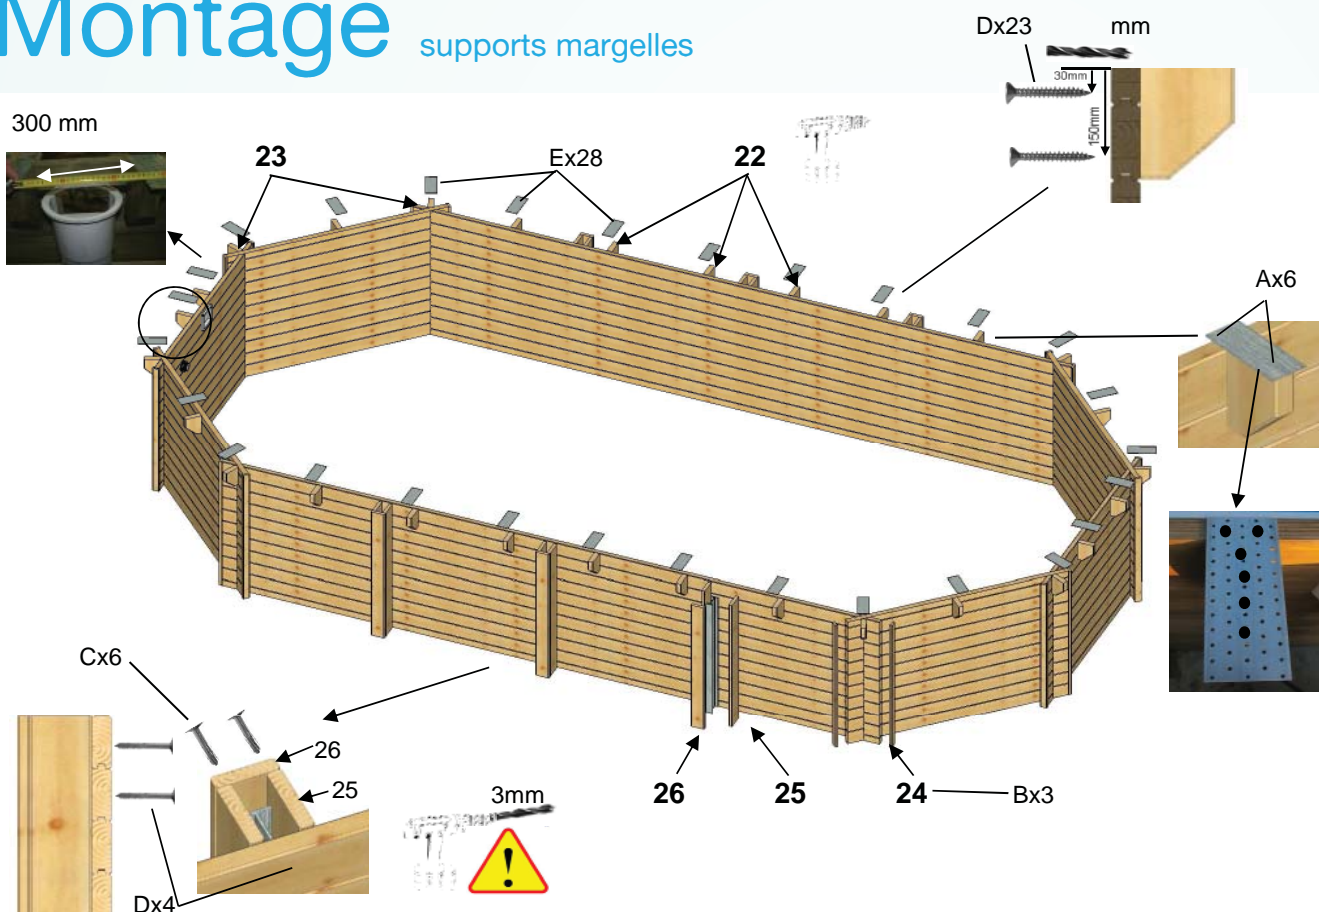 Montage supports margelles
Dx23
mm
30mm
150mm
300 mm
23
Ex28
22
Ax6
Cx6
26
25
3mm
Dx4
26
25
24
Bx3